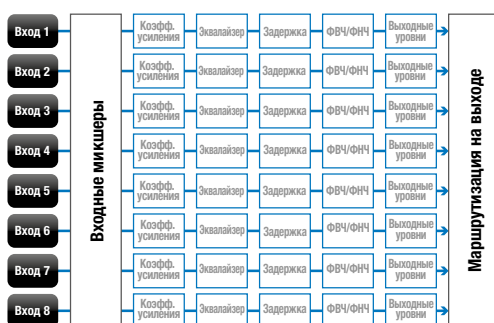 Вход 1 Коэфф. усиления Эквалайзер Задержка ФВЧ/ФНЧ Выходные уровни
Вход 2 Коэфф. усиления Эквалайзер Задержка ФВЧ/ФНЧ Выходные уровни
Вход 3 Коэфф. усиления Эквалайзер Задержка ФВЧ/ФНЧ Выходные уровни
Вход 4 Коэфф. усиления Эквалайзер Задержка ФВЧ/ФНЧ Выходные уровни
Вход 5 Коэфф. усиления Эквалайзер Задержка ФВЧ/ФНЧ Выходные уровни
Вход 6 Коэфф. усиления Эквалайзер Задержка ФВЧ/ФНЧ Выходные уровни
Вход 7 Коэфф. усиления Эквалайзер Задержка ФВЧ/ФНЧ Выходные уровни
Вход 8 Коэфф. усиления Эквалайзер Задержка ФВЧ/ФНЧ Выходные уровни
Входные микшеры
Маршрутизация на выходе